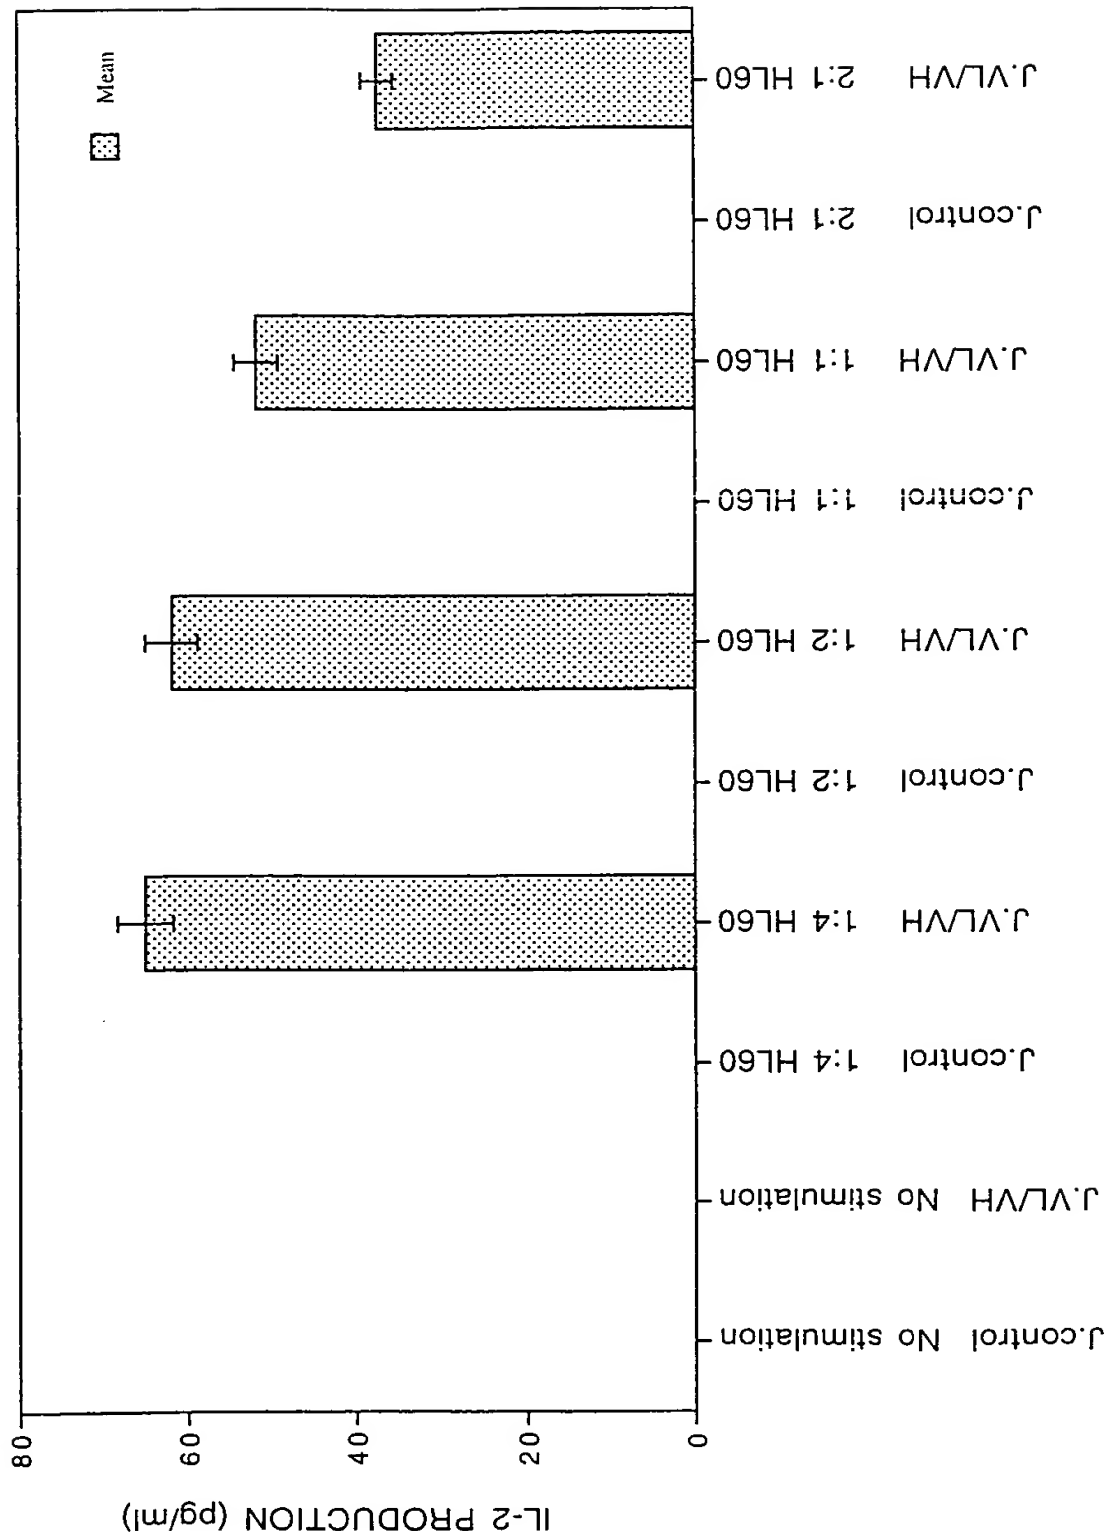 IL-2 PRODUCTION (pg/ml)
80
60
40
20
0
Mean
J.control No stimulation
J.VL/VH No stimulation
J.control 1:4 HL60
J.VL/VH 1:4 HL60
J.control 1:2 HL60
J.VL/VH 1:2 HL60
J.control 1:1 HL60
J.VL/VH 1:1 HL60
J.control 2:1 HL60
J.VL/VH 2:1 HL60